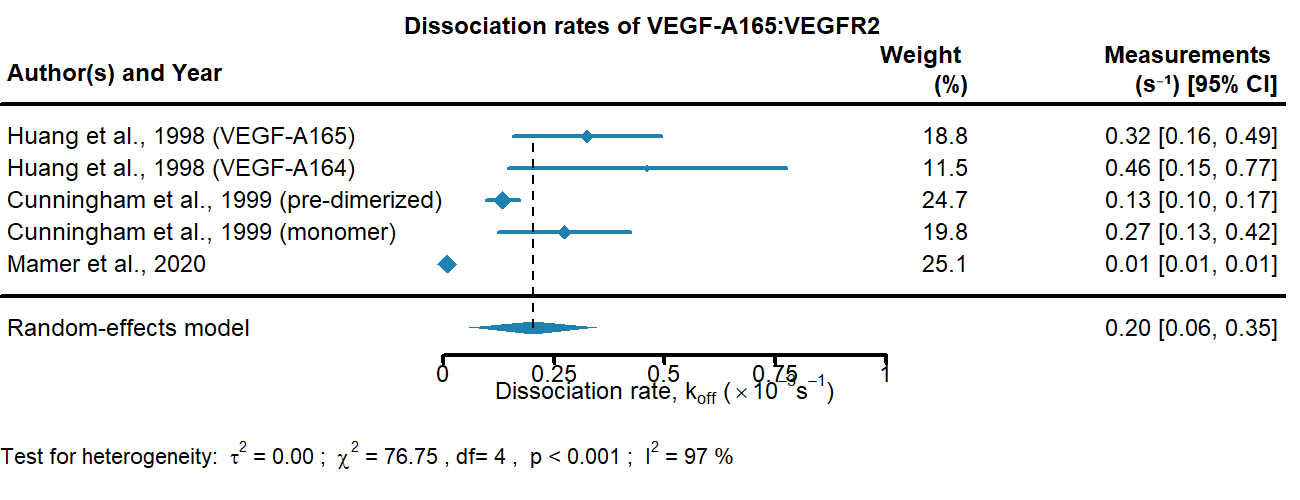 Dissociation rates of VEGF-A165:VEGFR2
Author(s) and Year Weight (%) Measurements (s⁻¹) [95% CI]
Huang et al., 1998 (VEGF-A165) 18.8 0.32 [0.16, 0.49]
Huang et al., 1998 (VEGF-A164) 11.5 0.46 [0.15, 0.77]
Cunningham et al., 1999 (pre-dimerized) 24.7 0.13 [0.10, 0.17]
Cunningham et al., 1999 (monomer) 19.8 0.27 [0.13, 0.42]
Mamer et al., 2020 25.1 0.01 [0.01, 0.01]
Random-effects model 0.20 [0.06, 0.35]
0 0.25 0.5 0.75 1
Dissociation rate, k_off (×10⁻³s⁻¹)
Test for heterogeneity: τ² = 0.00 ; χ² = 76.75 , df= 4 , p < 0.001 ; I² = 97 %